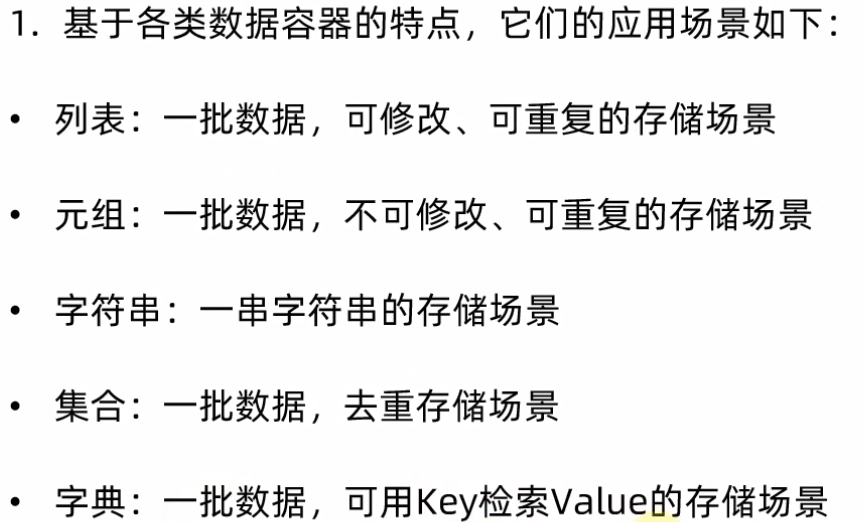 1. 基于各类数据容器的特点，它们的应用场景如下：
• 列表：一批数据，可修改、可重复的存储场景
• 元组：一批数据，不可修改、可重复的存储场景
• 字符串：一串字符串的存储场景
• 集合：一批数据，去重存储场景
• 字典：一批数据，可用Key检索Value的存储场景